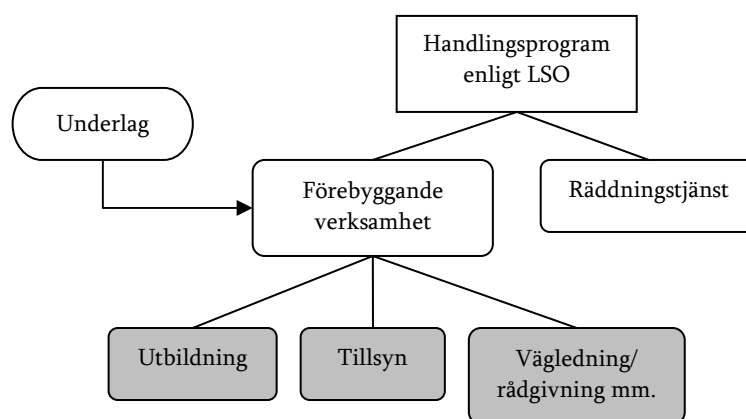 Handlingsprogram
enligt LSO
Underlag
Förebyggande
verksamhet
Räddningstjänst
Utbildning
Tillsyn
Vägledning/
rådgivning mm.